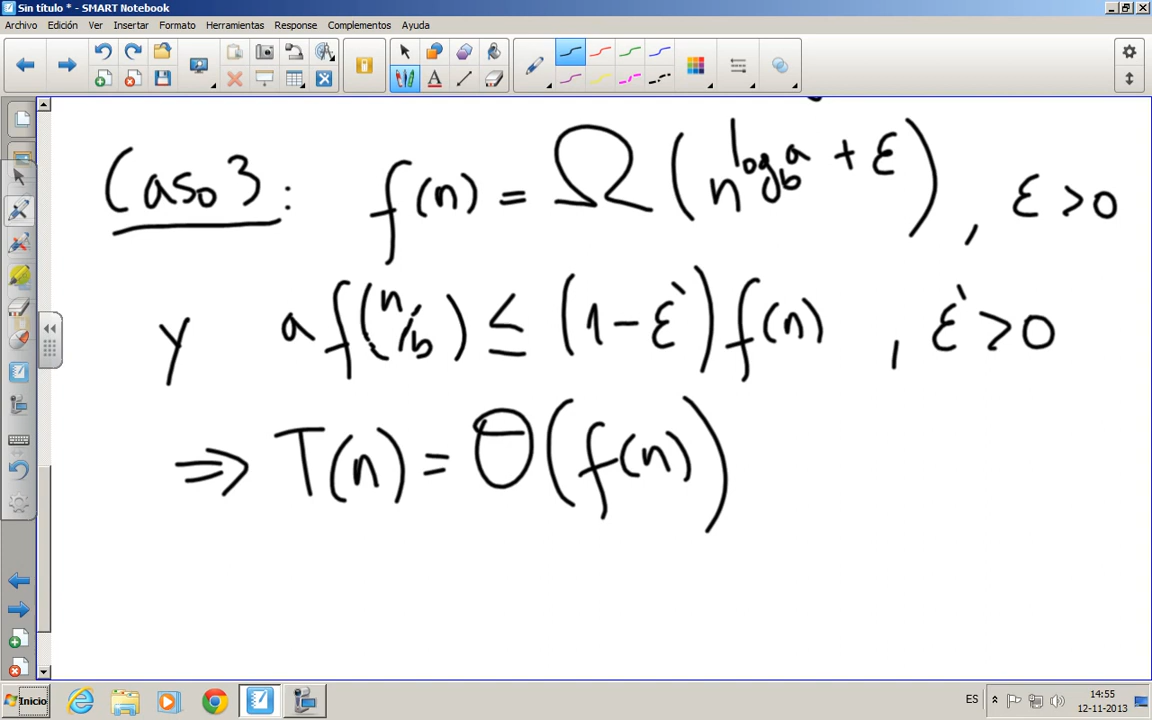 Sin título * - SMART Notebook
Archivo Edición Ver Insertar Formato Herramientas Response Complementos Ayuda
Caso 3: f(n) = Ω(n^(log_b a + ε)), ε > 0
y a f(n/b) ≤ (1 - ε') f(n), ε' > 0
⇒ T(n) = Θ(f(n))
Inicio
ES
14:55
12-11-2013